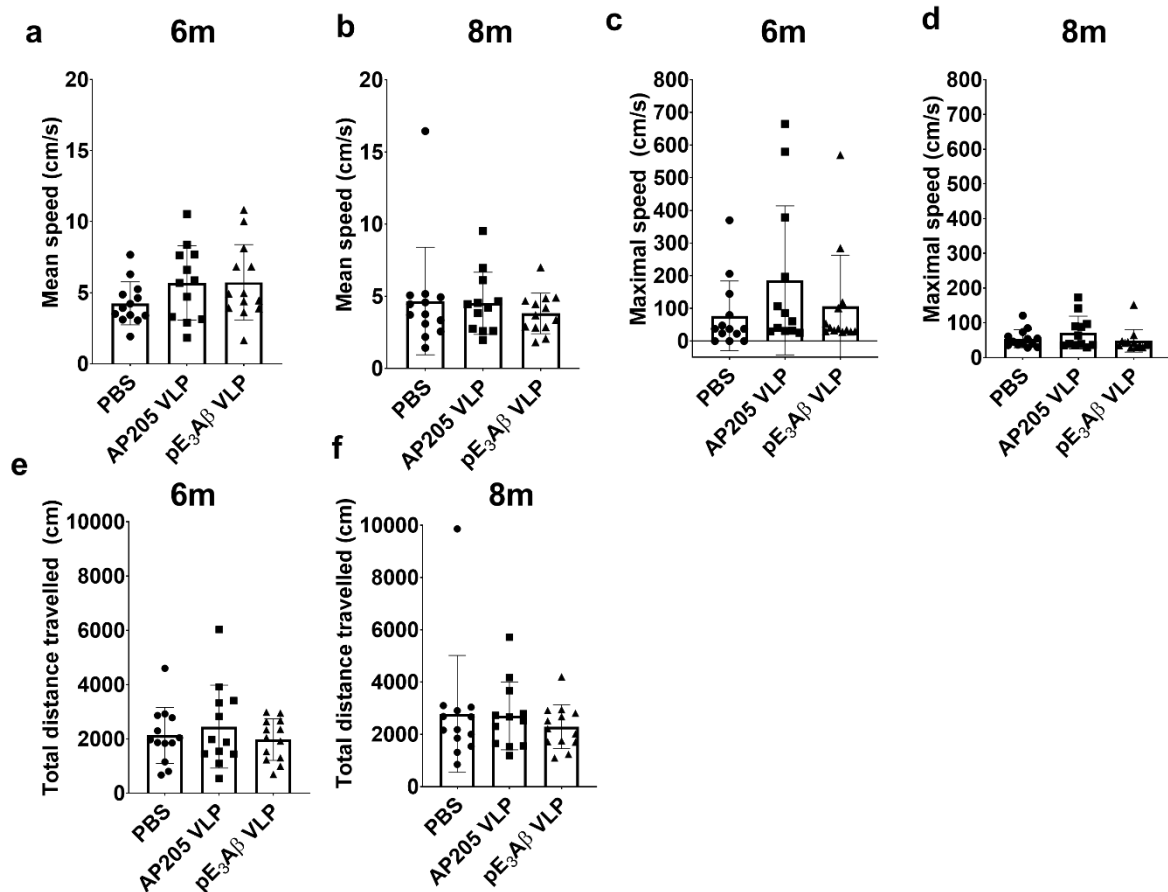 a 6m
Mean speed (cm/s)
20
15
10
5
0
PBS
AP205 VLP
pE₃Aβ VLP
b 8m
Mean speed (cm/s)
20
15
10
5
0
PBS
AP205 VLP
pE₃Aβ VLP
c 6m
Maximal speed (cm/s)
800
700
600
500
400
300
200
100
0
PBS
AP205 VLP
pE₃Aβ VLP
d 8m
Maximal speed (cm/s)
800
700
600
500
400
300
200
100
0
PBS
AP205 VLP
pE₃Aβ VLP
e 6m
Total distance travelled (cm)
10000
8000
6000
4000
2000
0
PBS
AP205 VLP
pE₃Aβ VLP
f 8m
Total distance travelled (cm)
10000
8000
6000
4000
2000
0
PBS
AP205 VLP
pE₃Aβ VLP